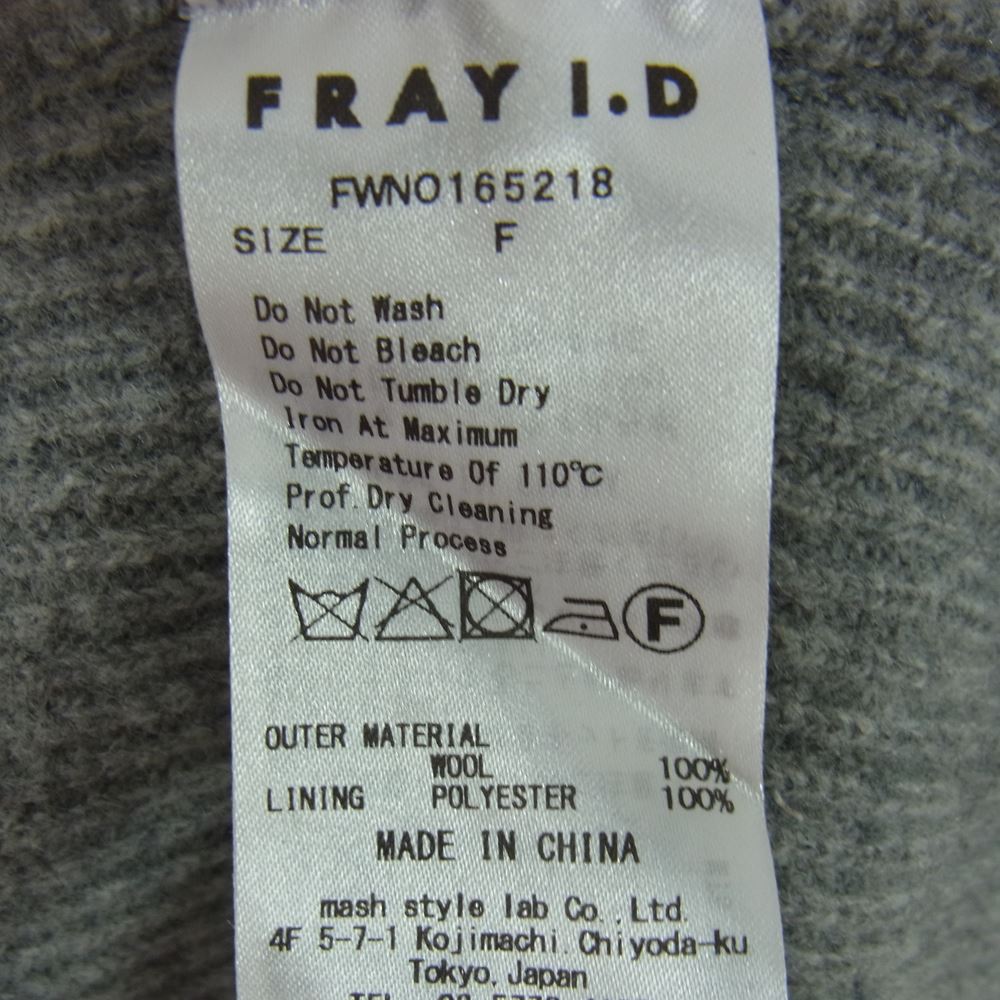 FRAY I.D
FWNO165218
SIZE F
Do Not Wash
Do Not Bleach
Do Not Tumble Dry
Iron At Maximum
Temperature Of 110℃
Prof.Dry Cleaning
Normal Process
F
OUTER MATERIAL
WOOL 100%
LINING POLYESTER 100%
MADE IN CHINA
mash style lab Co.,Ltd.
4F 5-7-1 Kojimachi.Chiyoda-ku
Tokyo,Japan